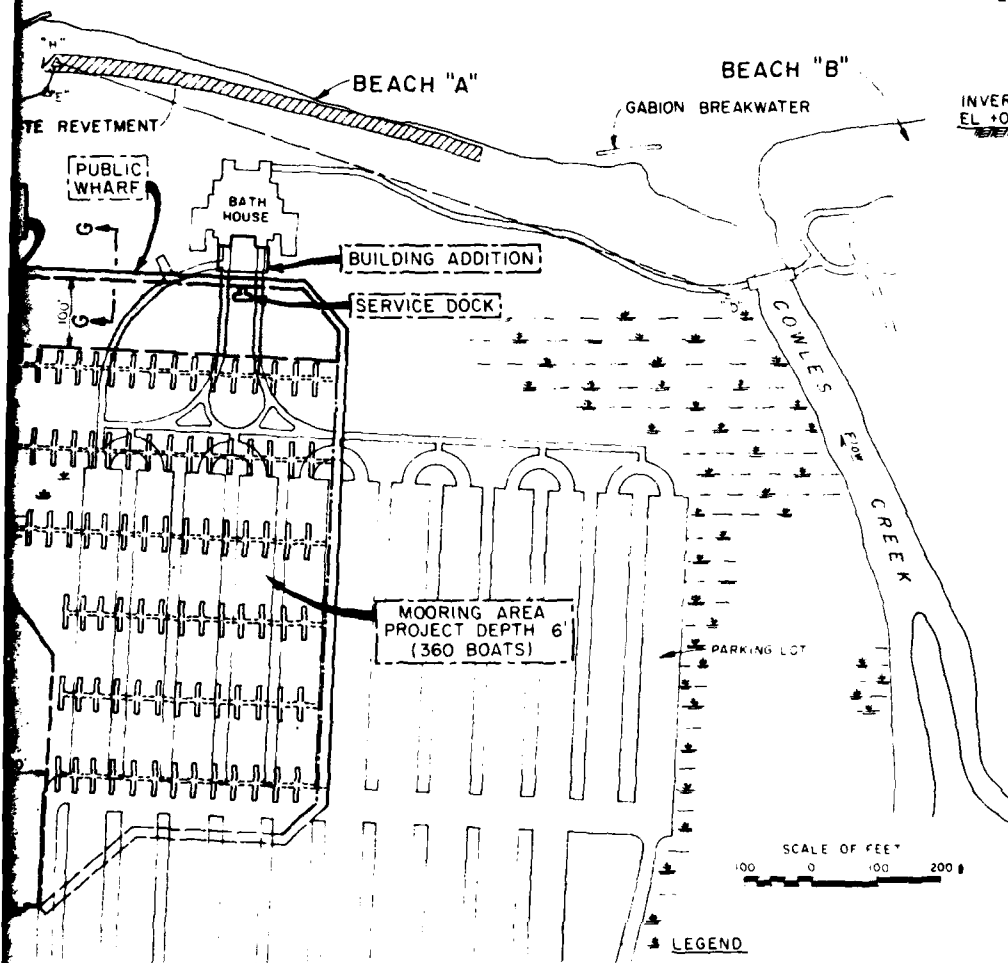 "H"
"E"
BEACH "A"
BEACH "B"
GABION BREAKWATER
INVER
EL +0
TE REVETMENT
PUBLIC
WHARF
BATH
HOUSE
G
BUILDING ADDITION
SERVICE DOCK
100'
G
"D"
COWLES
FLOW
CREEK
MOORING AREA
PROJECT DEPTH 6'
(360 BOATS)
PARKING LOT
SCALE OF FEET
100 0 100 200
LEGEND